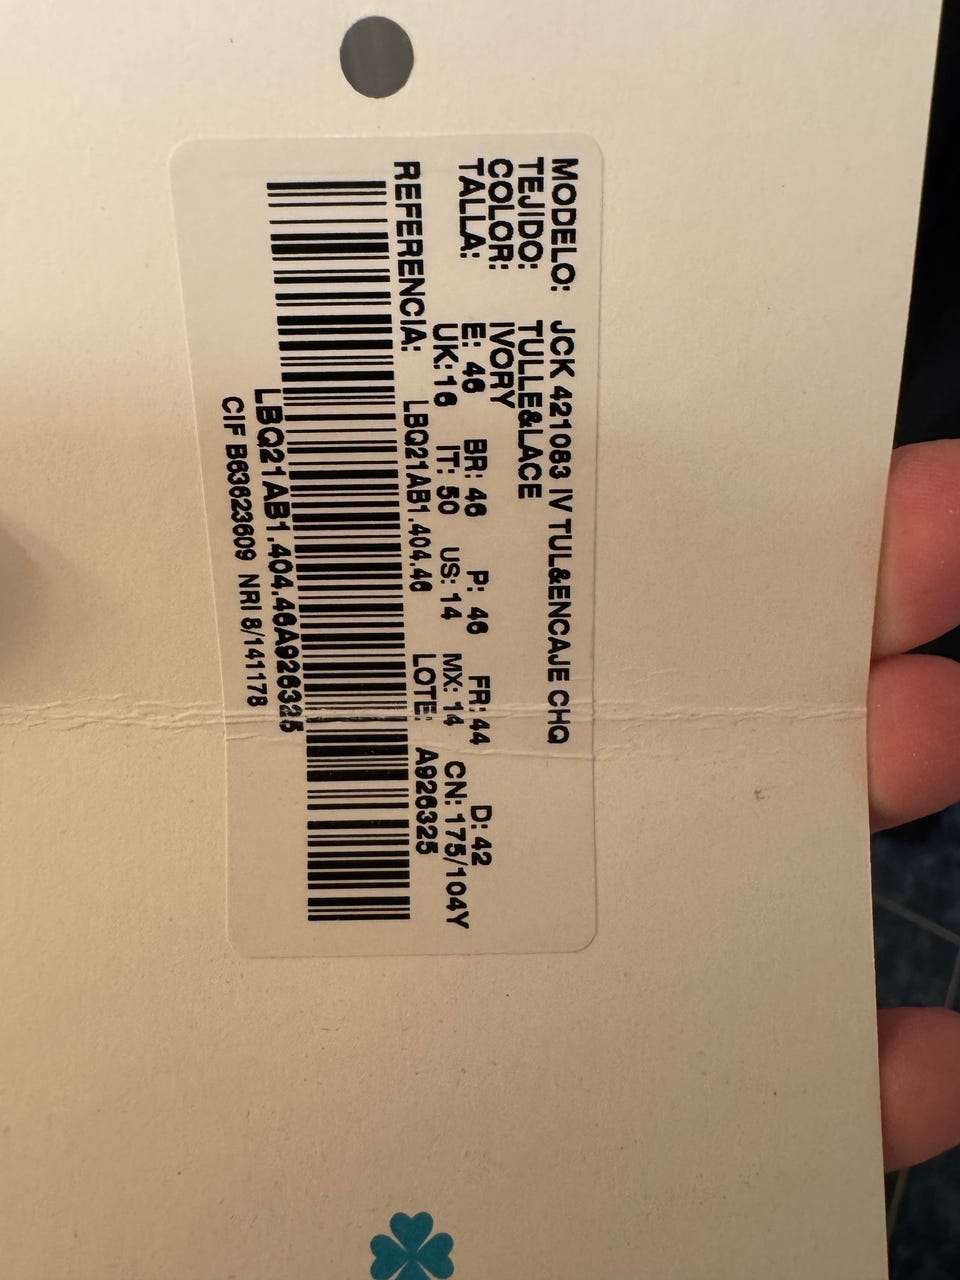 MODELO: JCK 421083 IV TUL&ENCAJE CHQ
TEJIDO: TULLE&LACE
COLOR: IVORY
TALLA: E: 46 BR: 46 P: 46 FR: 44 D: 42
UK: 16 IT: 50 US: 14 MX: 14 CN: 175/104Y
REFERENCIA: LBQ21AB1.404.46 LOTE: A926325
LBQ21AB1.404.46A926325
CIF B63623609 NRI 8/141178